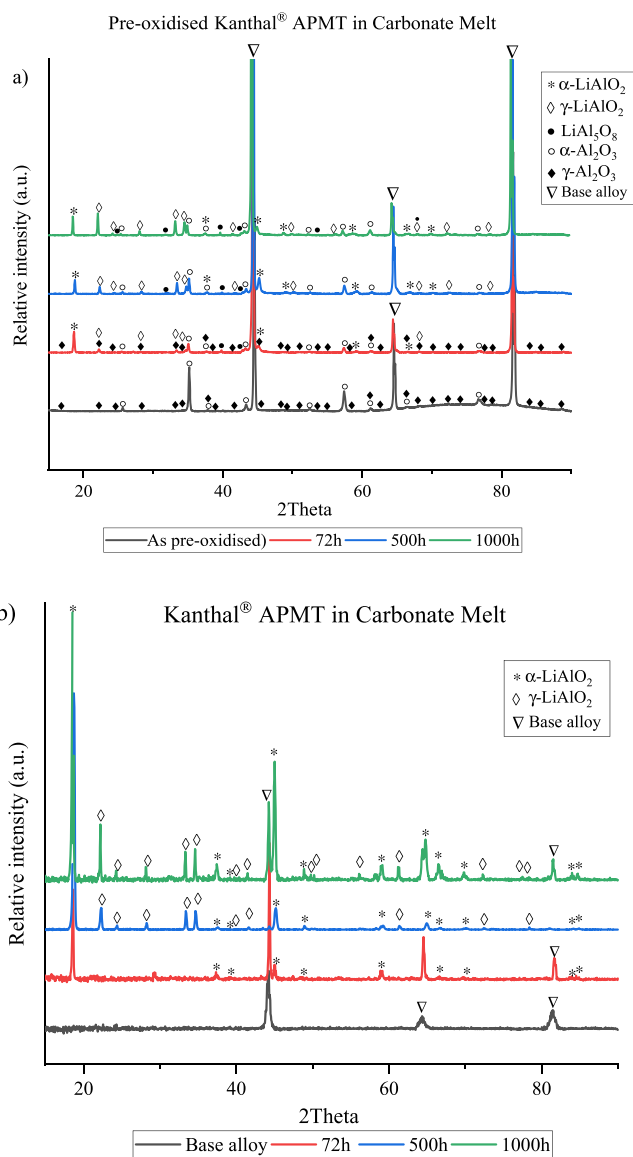 Pre-oxidised Kanthal® APMT in Carbonate Melt
a)
* α-LiAlO₂
◊ γ-LiAlO₂
● LiAl₅O₈
○ α-Al₂O₃
◆ γ-Al₂O₃
∇ Base alloy
Relative intensity (a.u.)
20 40 60 80
2Theta
As pre-oxidised) 72h 500h 1000h
b)
Kanthal® APMT in Carbonate Melt
* α-LiAlO₂
◊ γ-LiAlO₂
∇ Base alloy
Relative intensity (a.u.)
20 40 60 80
2Theta
Base alloy 72h 500h 1000h